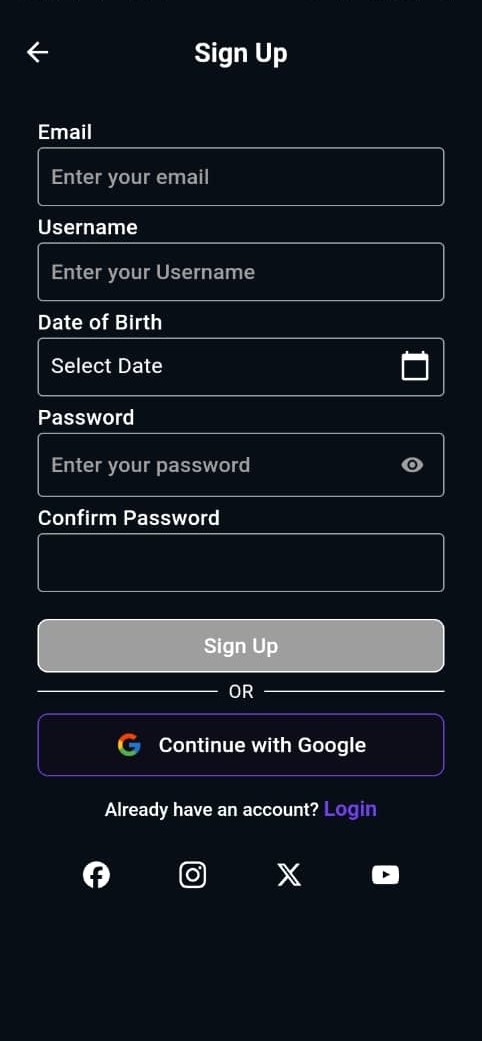 Sign Up
Email
Enter your email
Username
Enter your Username
Date of Birth
Select Date
Password
Enter your password
Confirm Password
Sign Up
OR
Continue with Google
Already have an account? Login